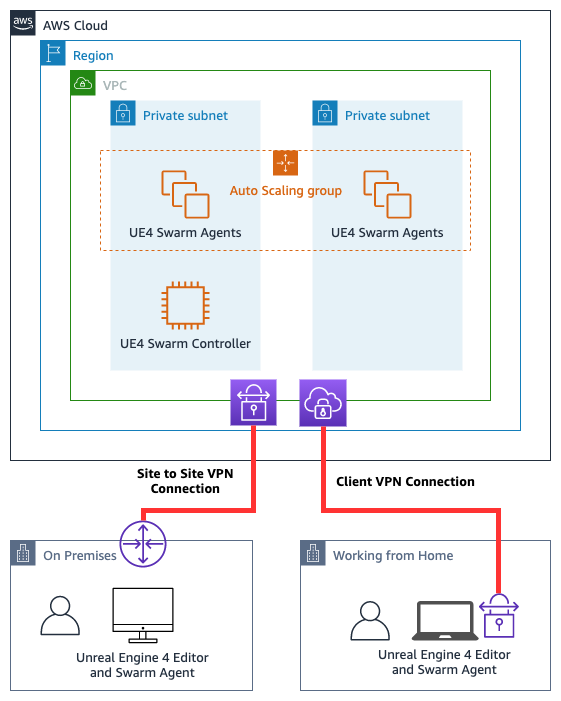 aws
AWS Cloud
Region
VPC
Private subnet
Private subnet
Auto Scaling group
UE4 Swarm Agents
UE4 Swarm Agents
UE4 Swarm Controller
Site to Site VPN
Connection
Client VPN Connection
On Premises
Working from Home
Unreal Engine 4 Editor
and Swarm Agent
Unreal Engine 4 Editor
and Swarm Agent